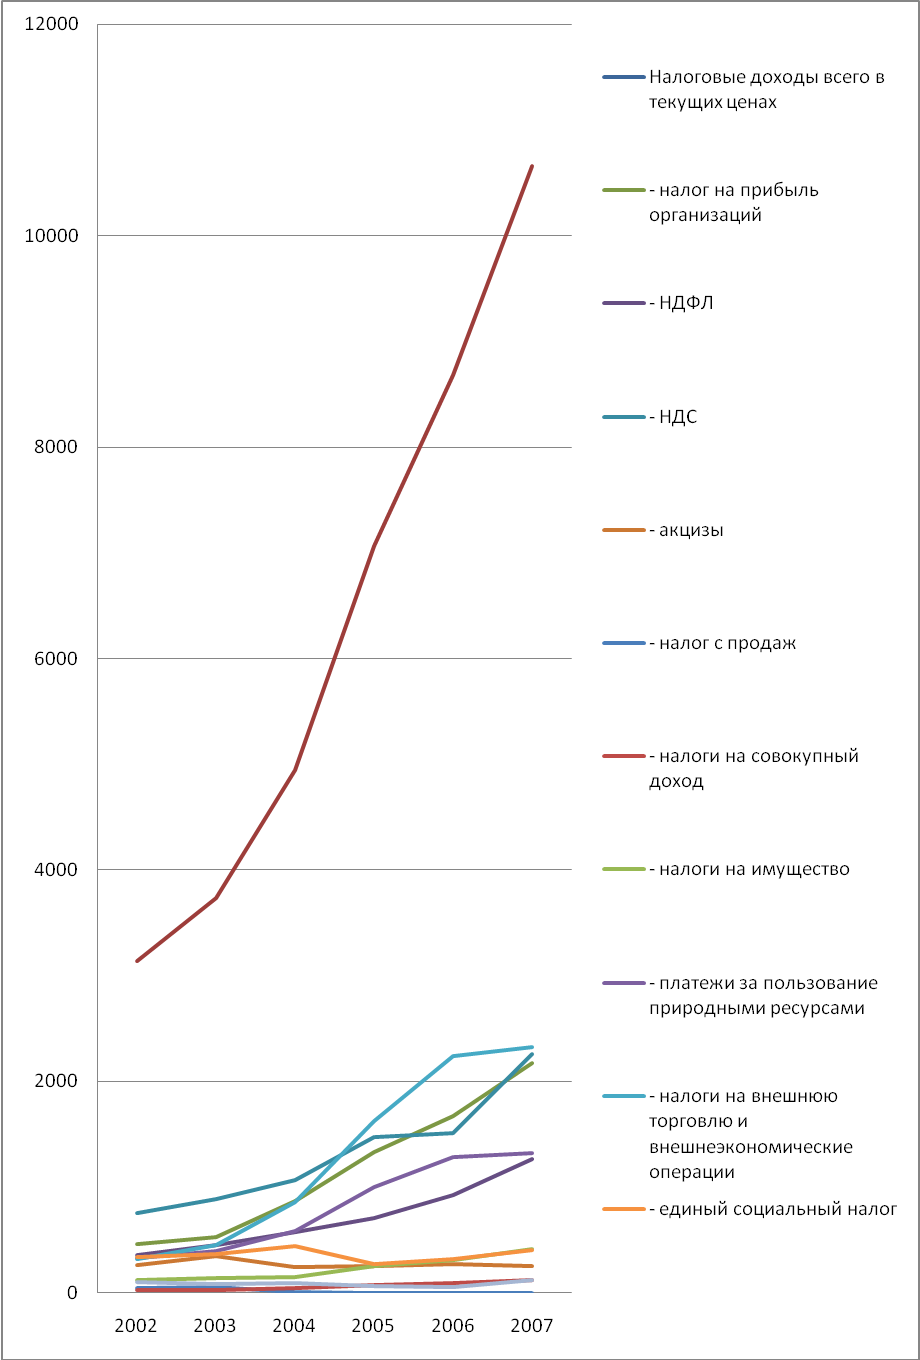 12000
10000
8000
6000
4000
2000
0
2002 2003 2004 2005 2006 2007
Налоговые доходы всего в
текущих ценах
- налог на прибыль
организаций
- НДФЛ
- НДС
- акцизы
- налог с продаж
- налоги на совокупный
доход
- налоги на имущество
- платежи за пользование
природными ресурсами
- налоги на внешнюю
торговлю и
внешнеэкономические
операции
- единый социальный налог